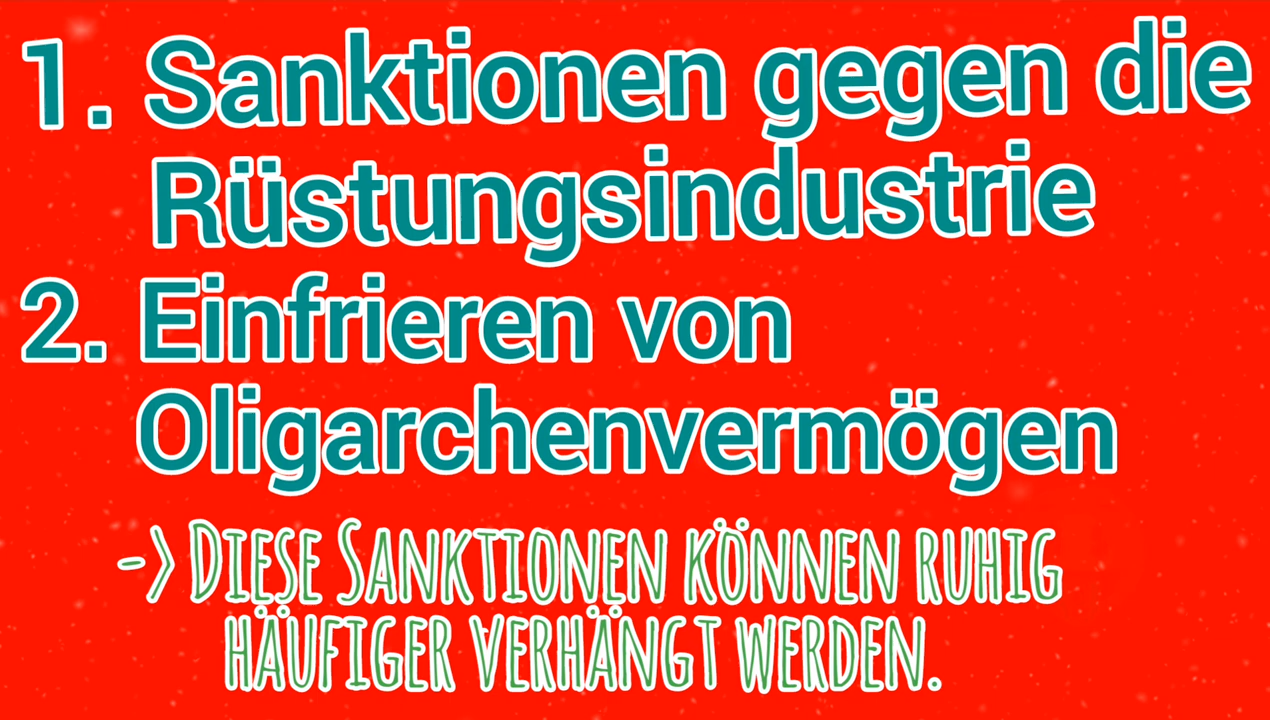 1. Sanktionen gegen die
Rüstungsindustrie
2. Einfrieren von
Oligarchenvermögen
-> Diese Sanktionen können ruhig
häufiger verhängt werden.